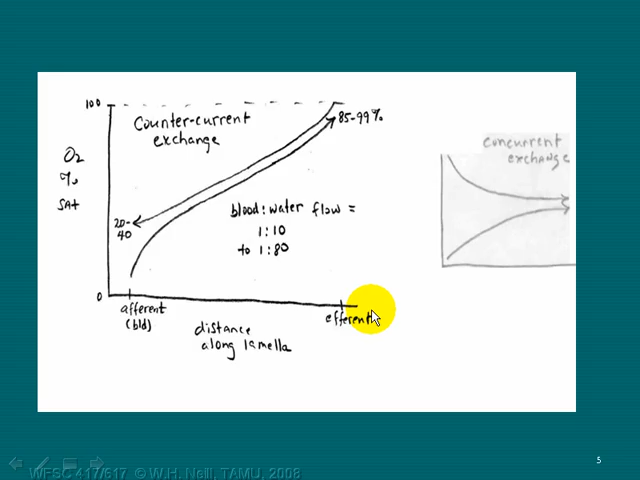 100
Counter-current
exchange
85-99%
O2
%
SAt
20-
40
blood:water flow =
1:10
to 1:80
0
afferent
(bld)
efferent
distance
along lamella
concurrent
exchange
5
WFSC 417/617 © W.H. Neill, TAMU, 2008